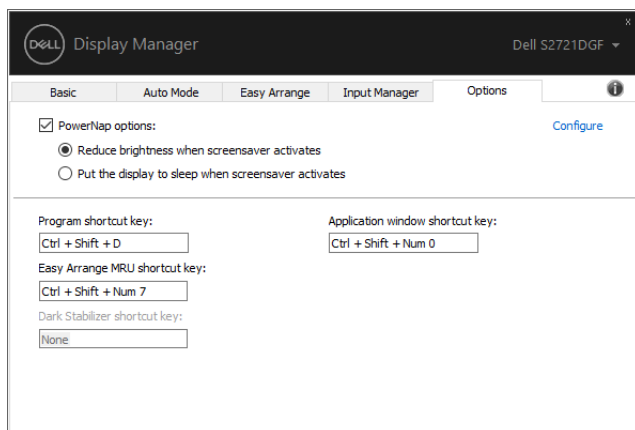 DELL Display Manager
Dell S2721DGF
x
Basic Auto Mode Easy Arrange Input Manager Options
PowerNap options: Configure
Reduce brightness when screensaver activates
Put the display to sleep when screensaver activates
Program shortcut key: Application window shortcut key:
Ctrl + Shift + D Ctrl + Shift + Num 0
Easy Arrange MRU shortcut key:
Ctrl + Shift + Num 7
Dark Stabilizer shortcut key:
None